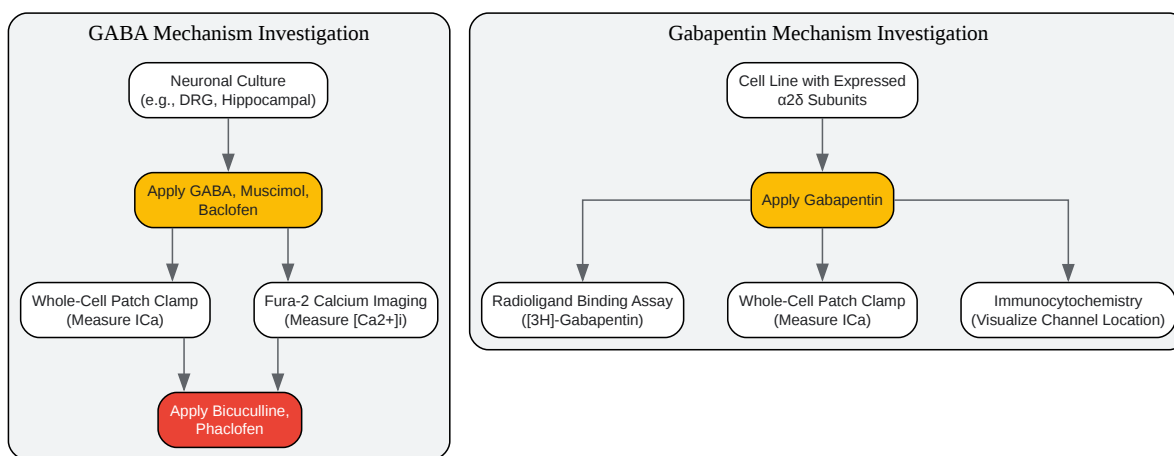 GABA Mechanism Investigation
Neuronal Culture
(e.g., DRG, Hippocampal)
Apply GABA, Muscimol,
Baclofen
Whole-Cell Patch Clamp
(Measure ICa)
Fura-2 Calcium Imaging
(Measure [Ca2+]i)
Apply Bicuculline,
Phaclofen
Gabapentin Mechanism Investigation
Cell Line with Expressed
α2δ Subunits
Apply Gabapentin
Radioligand Binding Assay
([3H]-Gabapentin)
Whole-Cell Patch Clamp
(Measure ICa)
Immunocytochemistry
(Visualize Channel Location)